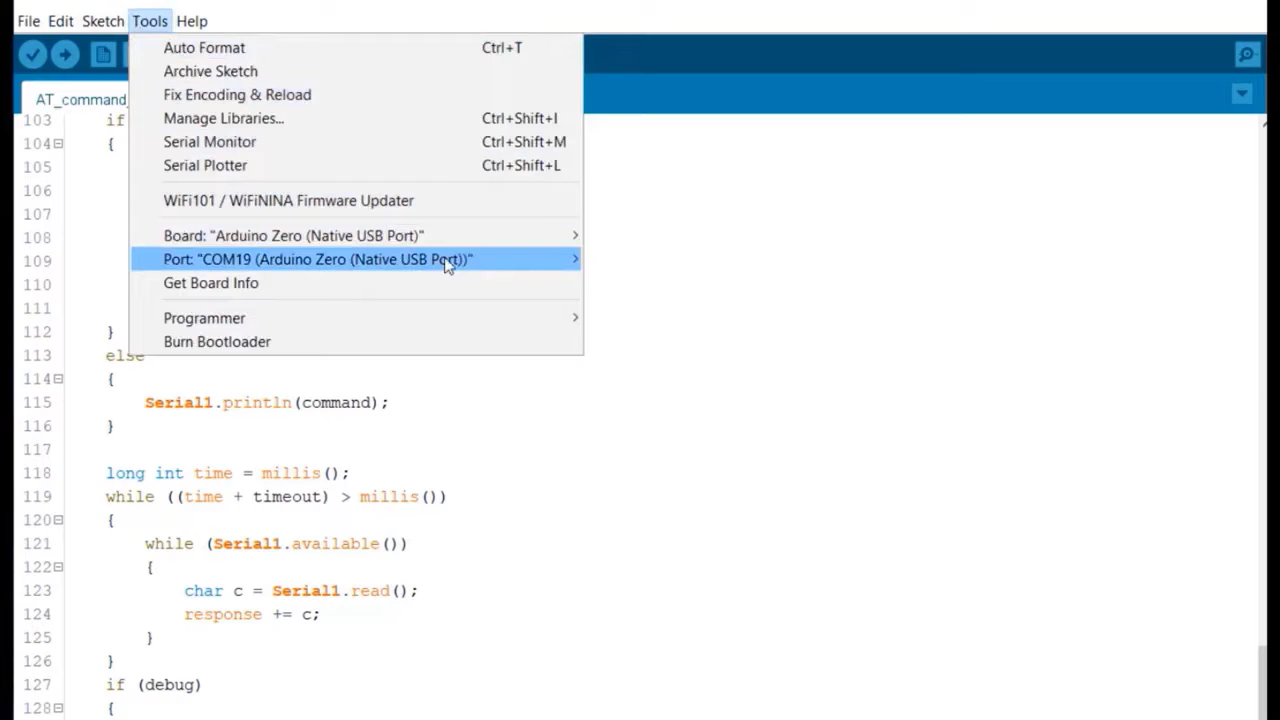 File Edit Sketch Tools Help
Auto Format Ctrl+T
Archive Sketch
Fix Encoding & Reload
Manage Libraries... Ctrl+Shift+I
Serial Monitor Ctrl+Shift+M
Serial Plotter Ctrl+Shift+L
WiFi101 / WiFiNINA Firmware Updater
Board: "Arduino Zero (Native USB Port)"
Port: "COM19 (Arduino Zero (Native USB Port))"
Get Board Info
Programmer
Burn Bootloader
AT_command_
103 if
104 {
105
106
107
108
109
110
111
112 }
113 else
114 {
115 Serial1.println(command);
116 }
117
118 long int time = millis();
119 while ((time + timeout) > millis())
120 {
121 while (Serial1.available())
122 {
123 char c = Serial1.read();
124 response += c;
125 }
126 }
127 if (debug)
128 {